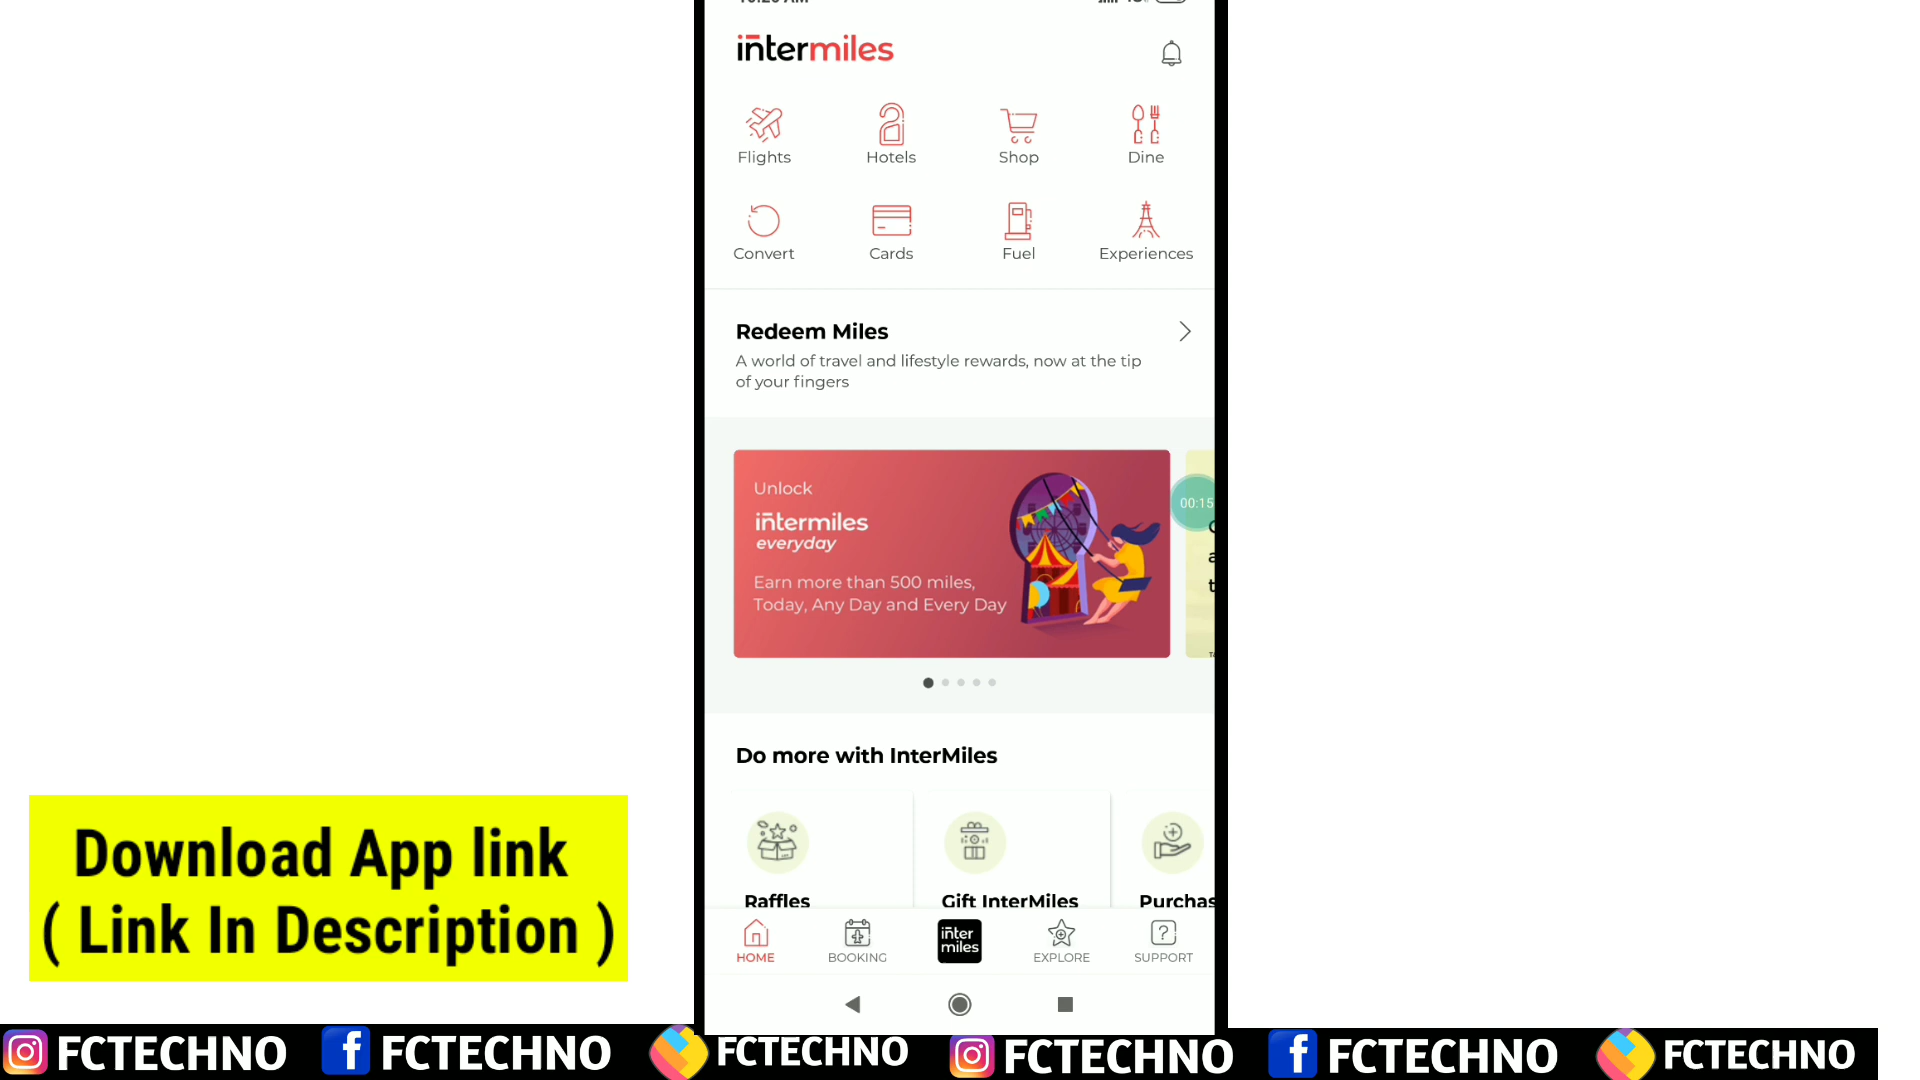 intermiles
Flights Hotels Shop Dine
Convert Cards Fuel Experiences
Redeem Miles
A world of travel and lifestyle rewards, now at the tip
of your fingers
Unlock
intermiles
everyday
Earn more than 500 miles,
Today, Any Day and Every Day
00:15
Do more with InterMiles
Raffles Gift InterMiles Purchas
inter
miles
HOME BOOKING EXPLORE SUPPORT
Download App link
( Link In Description )
FCTECHNO FCTECHNO FCTECHNO FCTECHNO FCTECHNO FCTECHNO